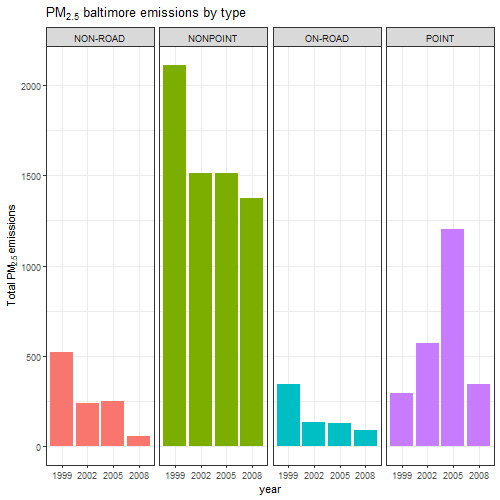 PM2.5 baltimore emissions by type
NON-ROAD NONPOINT ON-ROAD POINT
2000
1500
1000
500
0
Total PM2.5 emissions
1999 2002 2005 2008 1999 2002 2005 2008 1999 2002 2005 2008 1999 2002 2005 2008
year